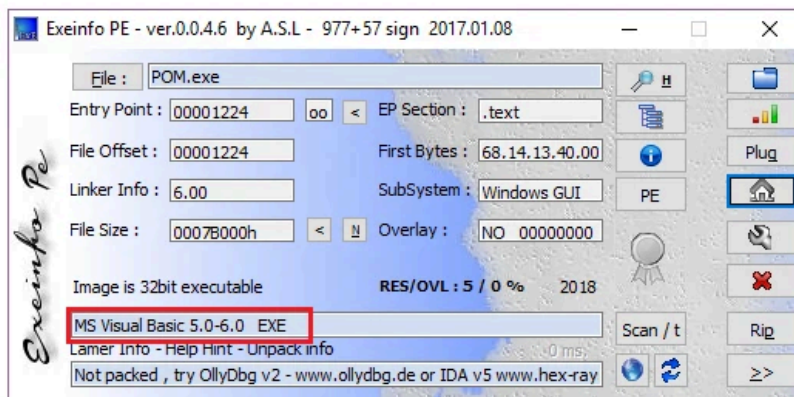 Exeinfo PE - ver.0.0.4.6 by A.S.L - 977+57 sign 2017.01.08
File : POM.exe H
Entry Point : 00001224 oo < EP Section : .text
File Offset : 00001224 First Bytes : 68.14.13.40.00 Plug
Linker Info : 6.00 SubSystem : Windows GUI PE
File Size : 0007B000h < N Overlay : NO 00000000
Image is 32bit executable RES/OVL : 5 / 0 % 2018
MS Visual Basic 5.0-6.0 EXE Scan / t Rip
Lamer Info - Help Hint - Unpack info 0 ms.
Not packed , try OllyDbg v2 - www.ollydbg.de or IDA v5 www.hex-ray >>
Exeinfo Pe